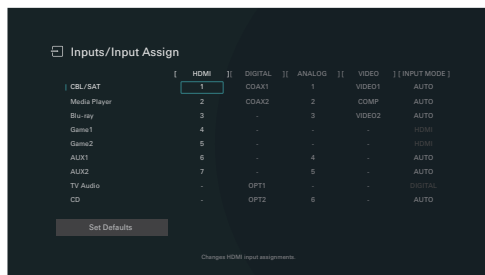 Inputs/Input Assign
[ HDMI ][ DIGITAL ][ ANALOG ][ VIDEO ] [ INPUT MODE ]
CBL/SAT 1 COAX1 1 VIDEO1 AUTO
Media Player 2 COAX2 2 COMP AUTO
Blu-ray 3 - 3 VIDEO2 AUTO
Game1 4 - - - HDMI
Game2 5 - - - HDMI
AUX1 6 - 4 - AUTO
AUX2 7 - 5 - AUTO
TV Audio - OPT1 - - DIGITAL
CD - OPT2 6 - AUTO
Set Defaults
Changes HDMI input assignments.